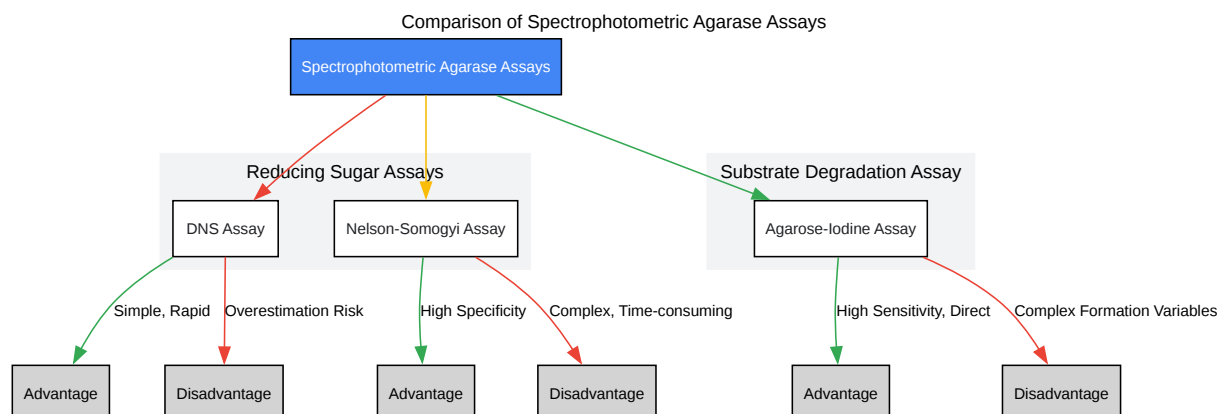 Comparison of Spectrophotometric Agarase Assays
Spectrophotometric Agarase Assays
Reducing Sugar Assays
Substrate Degradation Assay
DNS Assay
Nelson-Somogyi Assay
Agarose-Iodine Assay
Simple, Rapid
Overestimation Risk
High Specificity
Complex, Time-consuming
High Sensitivity, Direct
Complex Formation Variables
Advantage
Disadvantage
Advantage
Disadvantage
Advantage
Disadvantage